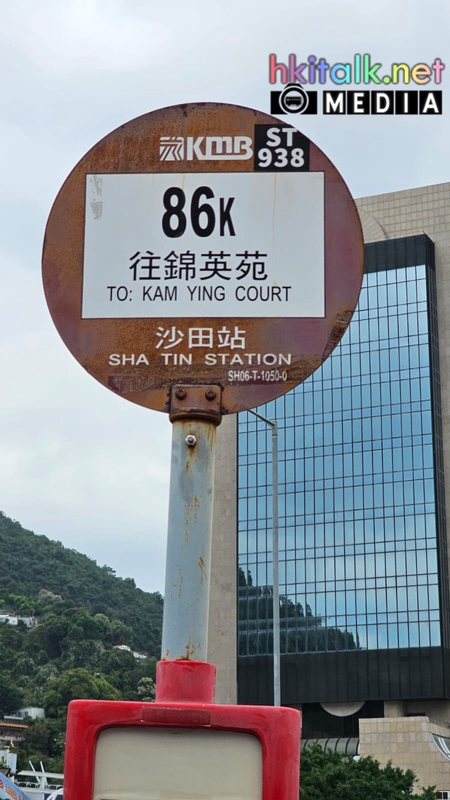 hkitalk.net
MEDIA
KMB
ST
938
86K
往錦英苑
TO: KAM YING COURT
沙田站
SHA TIN STATION
SH06-T-1050-0